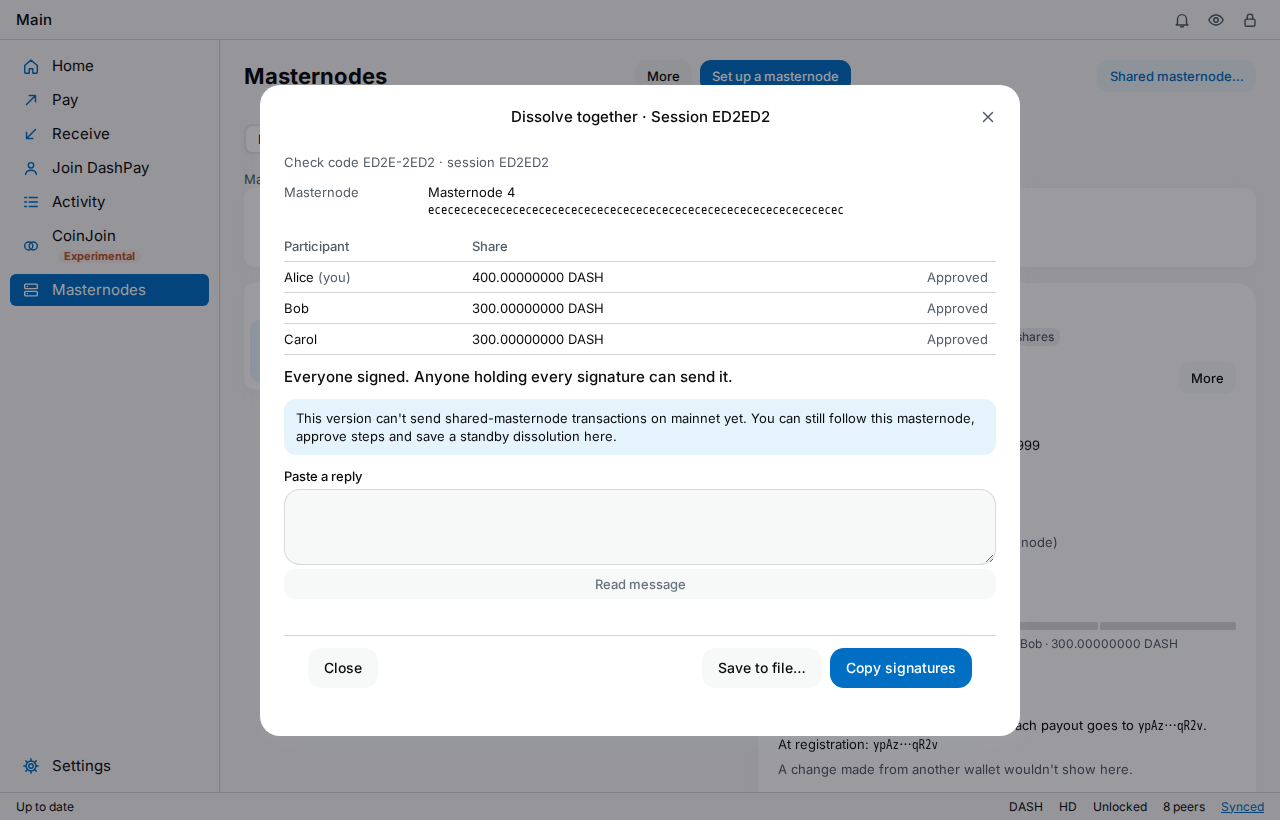 Main
Home
Pay
Receive
Join DashPay
Activity
CoinJoin
Experimental
Masternodes
Settings
Masternodes
More
Set up a masternode
Shared masternode...
Dissolve together · Session ED2ED2
Check code ED2E-2ED2 · session ED2ED2
Masternode
Masternode 4
ecececececececececececececececececececececececececececececececec
Participant Share
Alice (you) 400.00000000 DASH Approved
Bob 300.00000000 DASH Approved
Carol 300.00000000 DASH Approved
Everyone signed. Anyone holding every signature can send it.
This version can't send shared-masternode transactions on mainnet yet. You can still follow this masternode,
approve steps and save a standby dissolution here.
Paste a reply
Read message
Close
Save to file...
Copy signatures
Ma
shares
More
999
node)
Bob · 300.00000000 DASH
ach payout goes to ypAz···qR2v.
At registration: ypAz···qR2v
A change made from another wallet wouldn't show here.
Up to date
DASH HD Unlocked 8 peers Synced